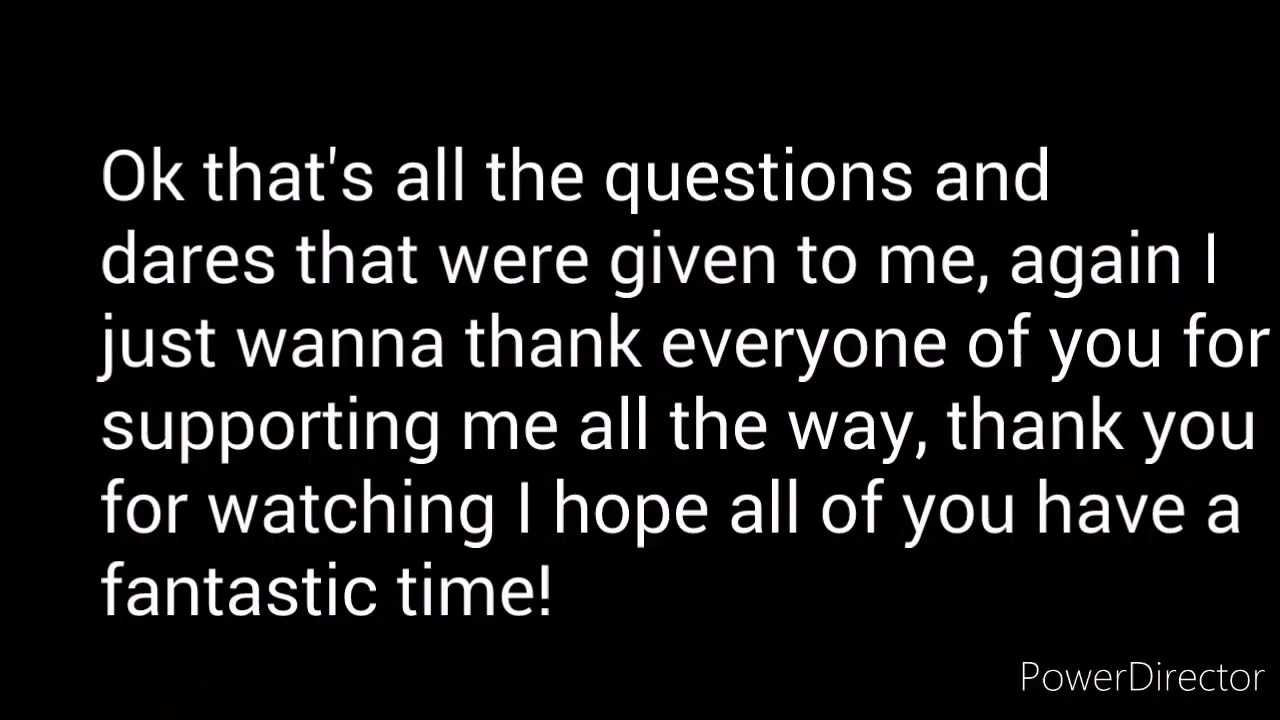 Ok that's all the questions and
dares that were given to me, again I
just wanna thank everyone of you for
supporting me all the way, thank you
for watching I hope all of you have a
fantastic time!
PowerDirector